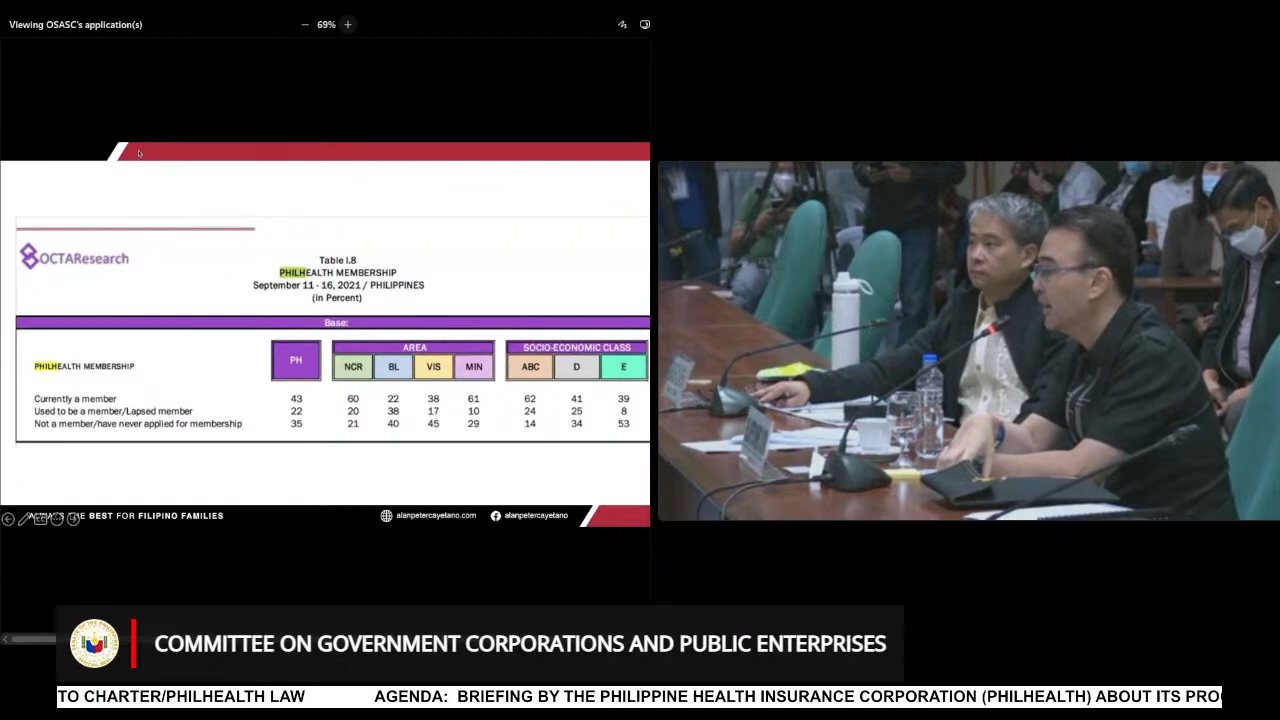 Viewing OSASC's application(s)
69%
OCTAResearch
Table I.8
PHILHEALTH MEMBERSHIP
September 11 - 16, 2021 / PHILIPPINES
(in Percent)
Base:
PHILHEALTH MEMBERSHIP PH AREA SOCIO-ECONOMIC CLASS
NCR BL VIS MIN ABC D E
Currently a member 43 60 22 38 61 62 41 39
Used to be a member/Lapsed member 22 20 38 17 10 24 25 8
Not a member/have never applied for membership 35 21 40 45 29 14 34 53
THE BEST FOR FILIPINO FAMILIES
alanpetercayetano.com alanpetercayetano
COMMITTEE ON GOVERNMENT CORPORATIONS AND PUBLIC ENTERPRISES
TO CHARTER/PHILHEALTH LAW AGENDA: BRIEFING BY THE PHILIPPINE HEALTH INSURANCE CORPORATION (PHILHEALTH) ABOUT ITS PRO